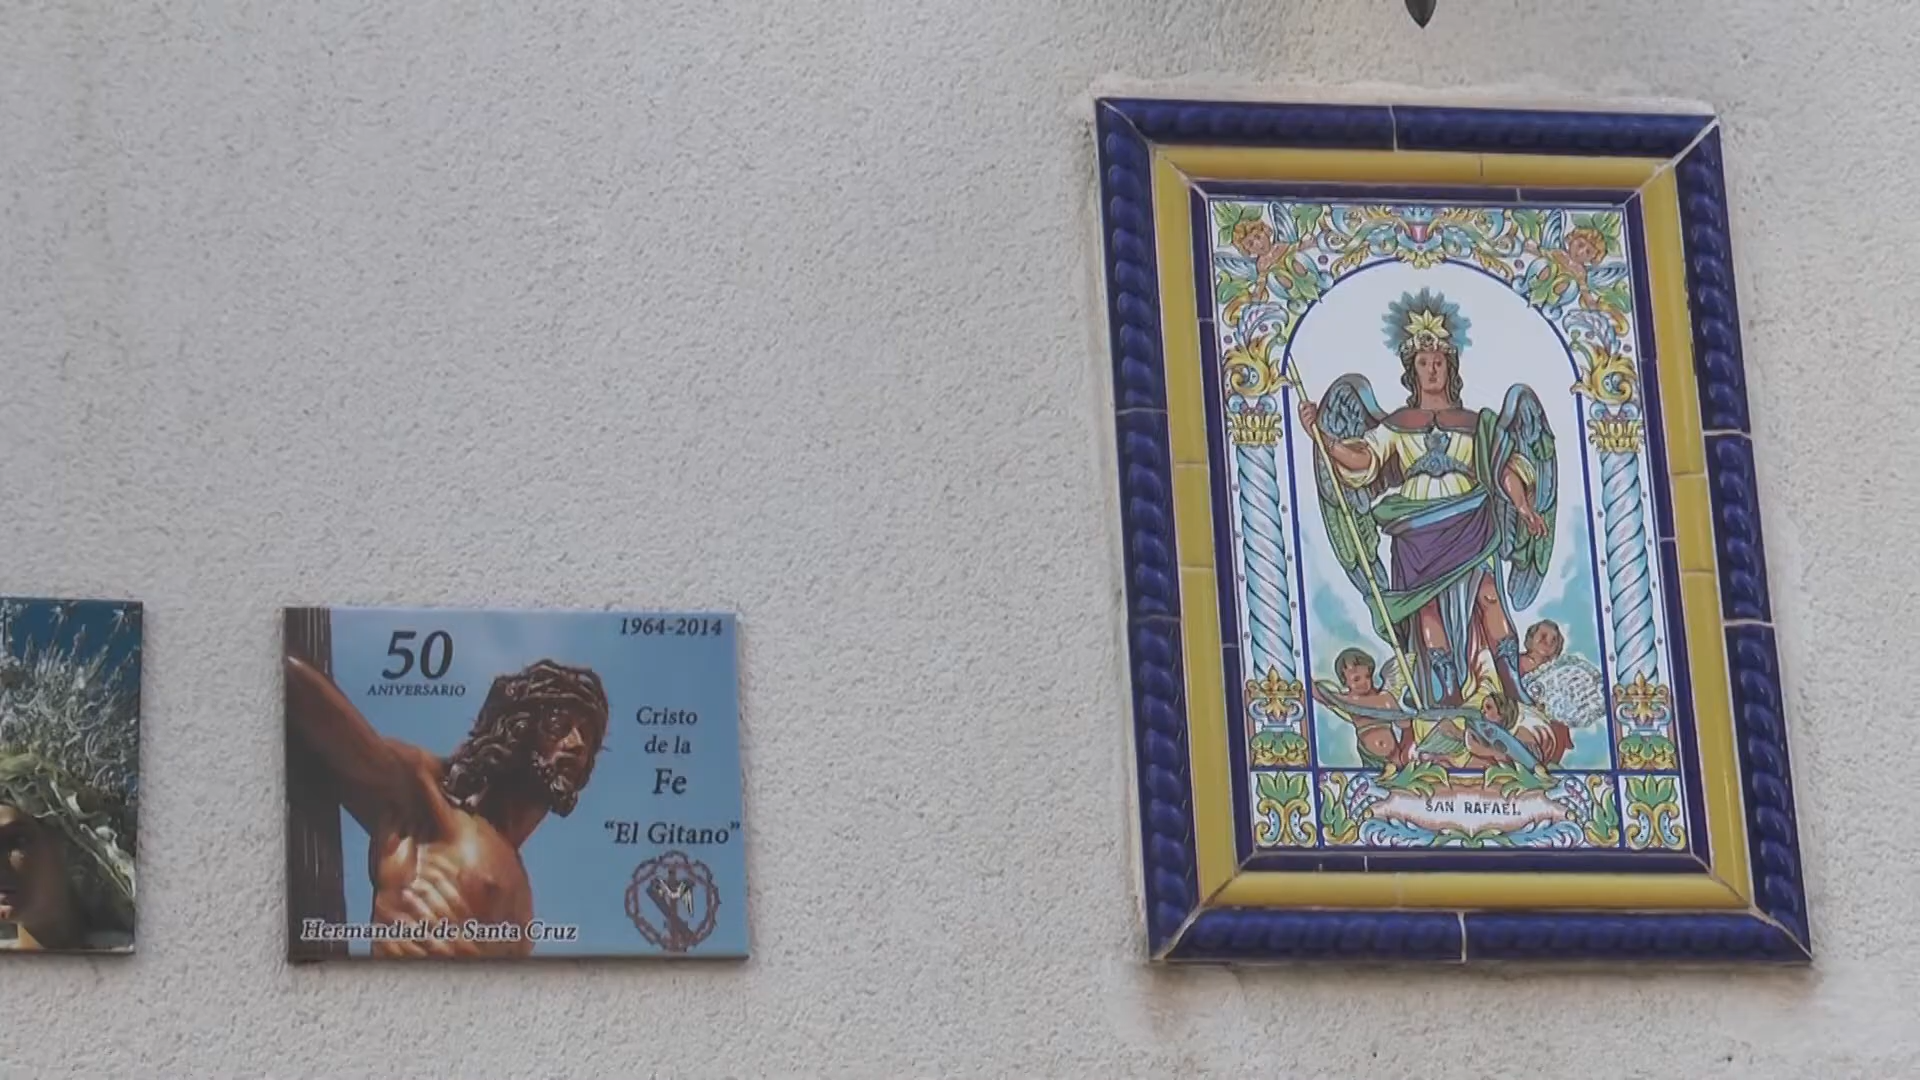 50
ANIVERSARIO
1964-2014
Cristo
de la
Fe
"El Gitano"
Hermandad de Santa Cruz
SAN RAFAEL